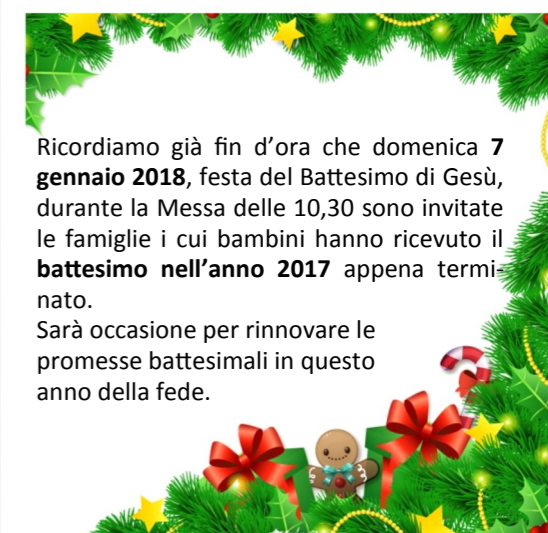 Ricordiamo già fin d’ora che domenica 7
gennaio 2018, festa del Battesimo di Gesù,
durante la Messa delle 10,30 sono invitate
le famiglie i cui bambini hanno ricevuto il
battesimo nell’anno 2017 appena termi-
nato.
Sarà occasione per rinnovare le
promesse battesimali in questo
anno della fede.